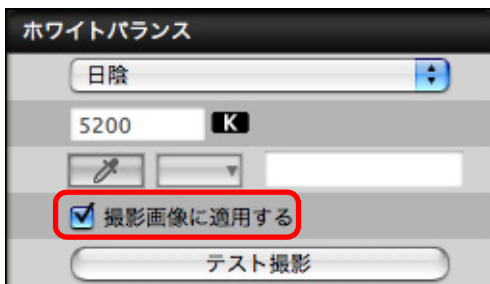 ホワイトバランス
日陰
5200 K
撮影画像に適用する
テスト撮影